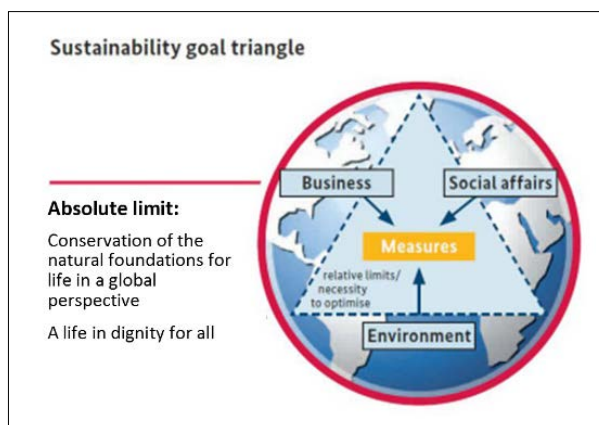 Sustainability goal triangle
Absolute limit:
Conservation of the
natural foundations for
life in a global
perspective
A life in dignity for all
Business
Social affairs
Measures
relative limits/
necessity
to optimise
Environment